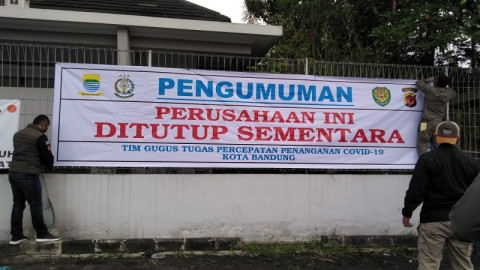 PENGUMUMAN
PERUSAHAAN INI
DITUTUP SEMENTARA
TIM GUGUS TUGAS PERCEPATAN PENANGANAN COVID-19
KOTA BANDUNG